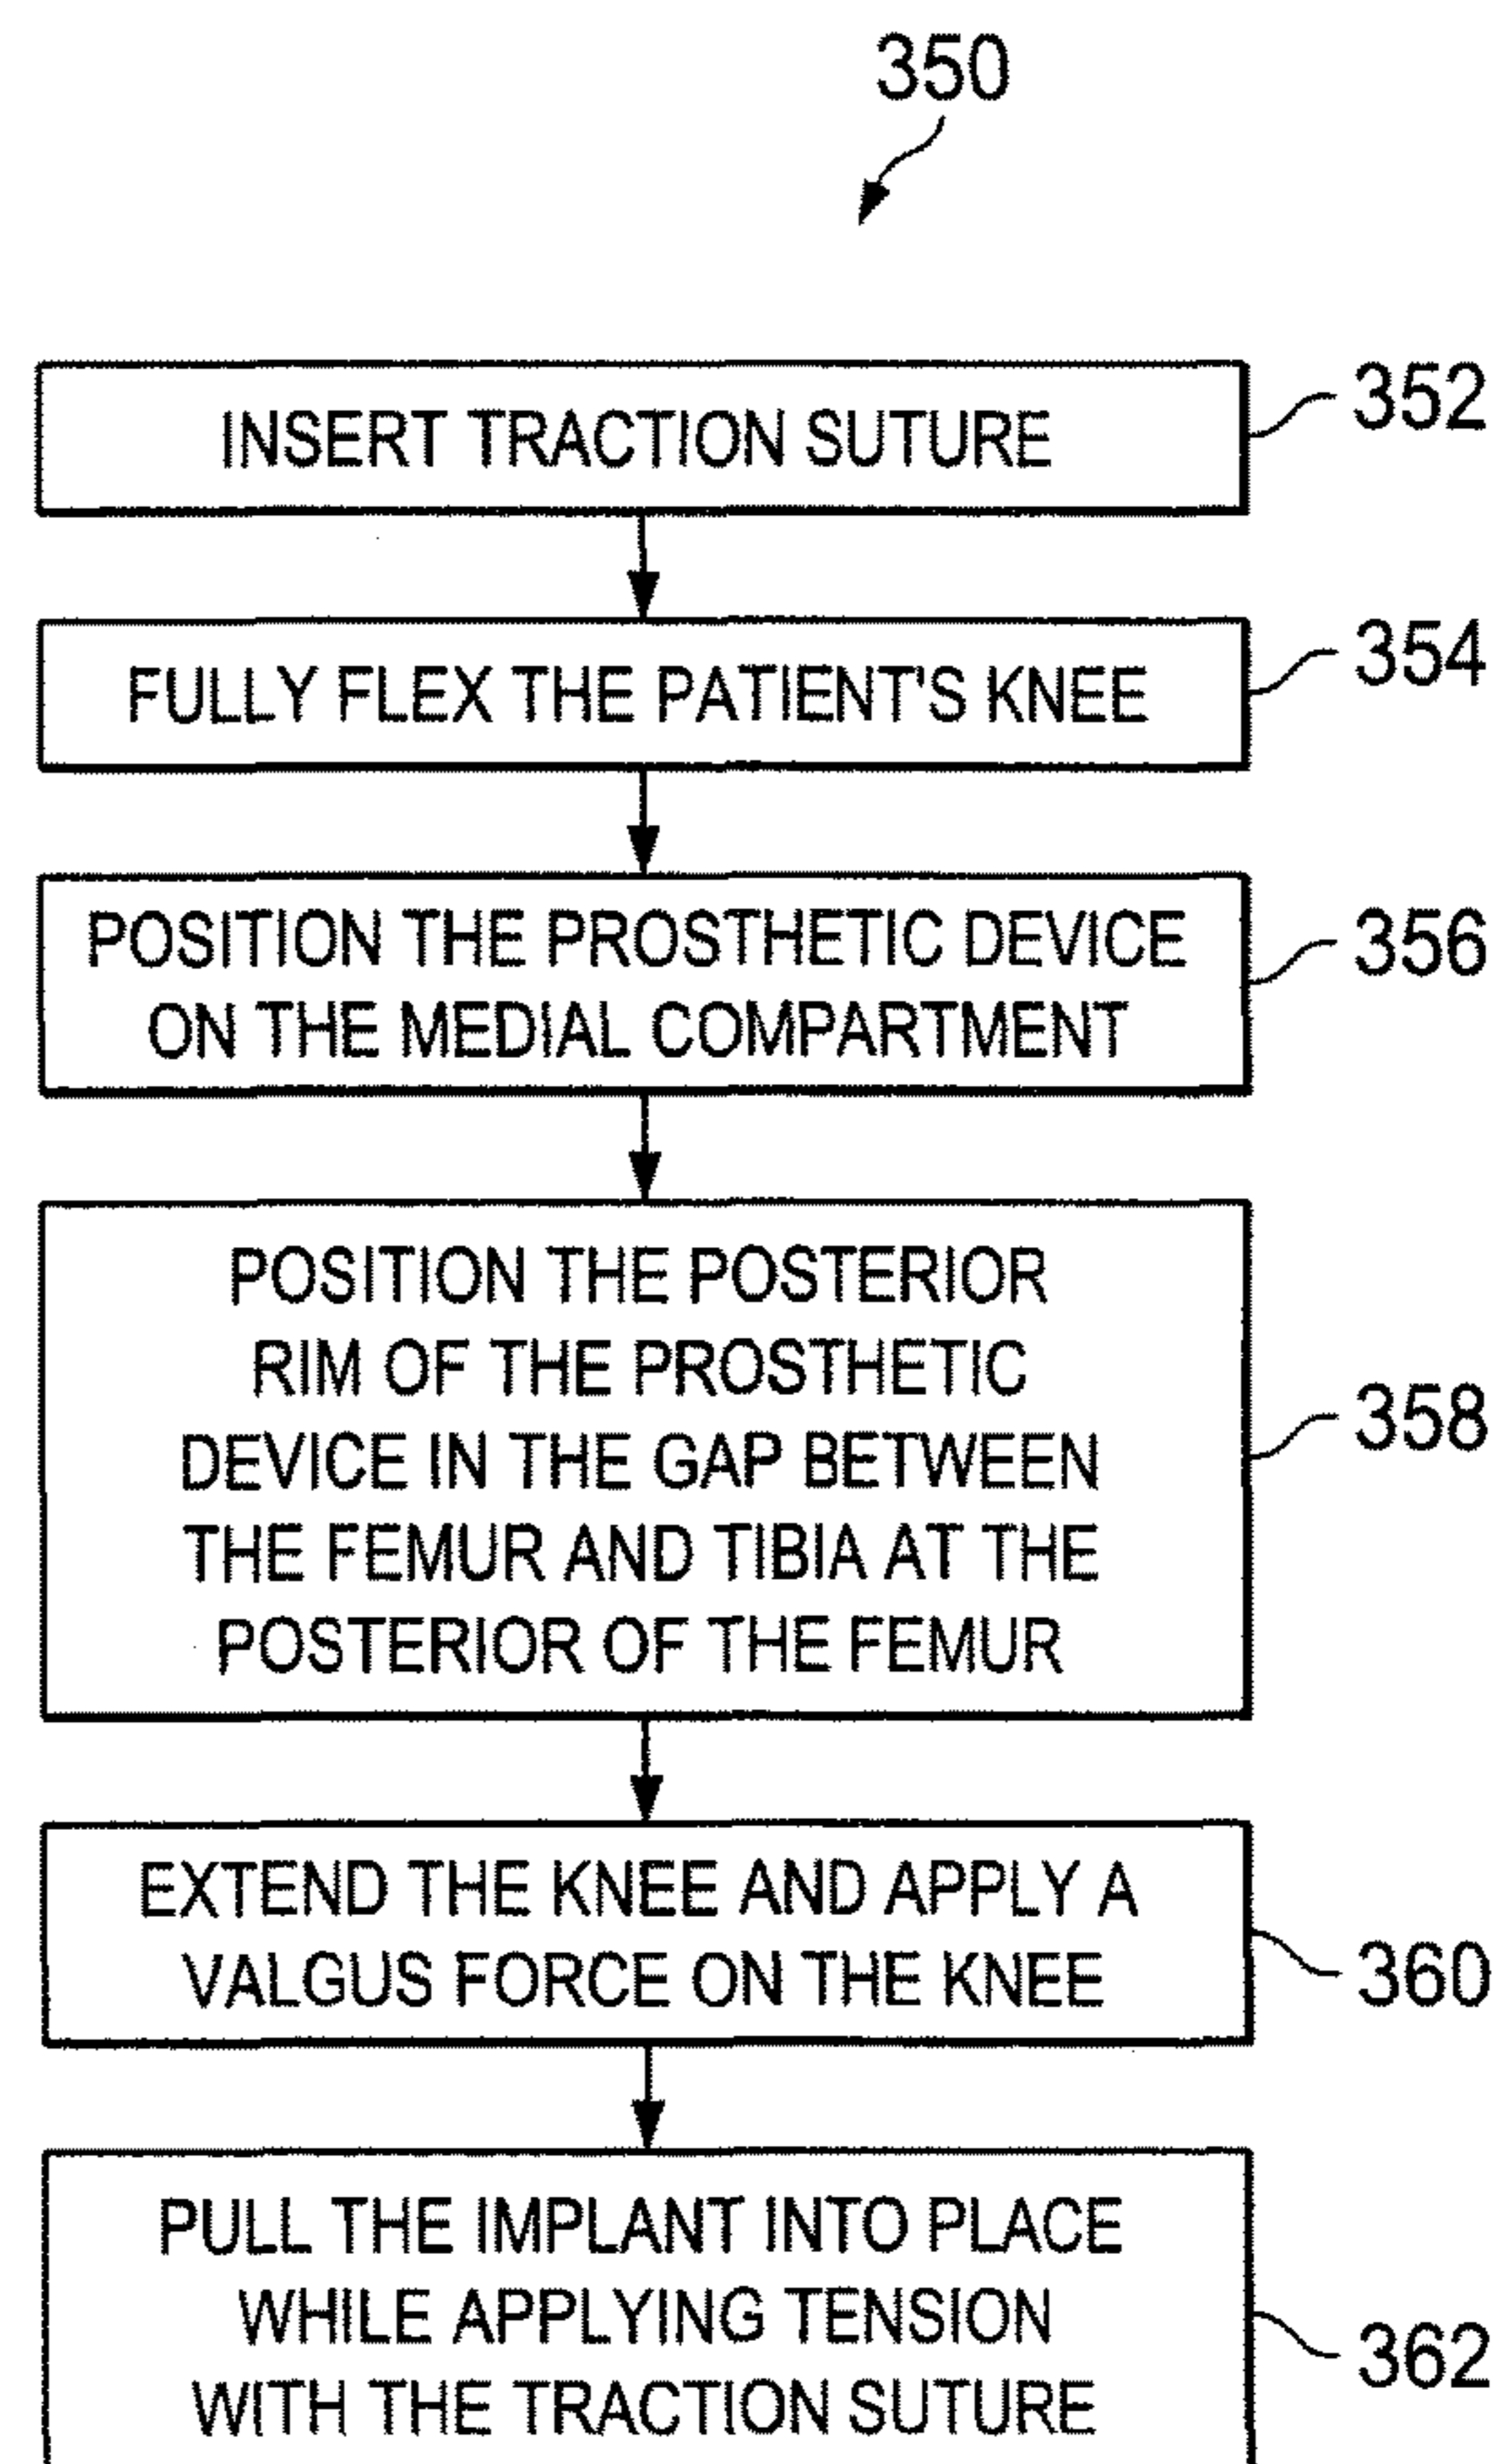 350
INSERT TRACTION SUTURE
352
FULLY FLEX THE PATIENT'S KNEE
354
POSITION THE PROSTHETIC DEVICE
ON THE MEDIAL COMPARTMENT
356
POSITION THE POSTERIOR
RIM OF THE PROSTHETIC
DEVICE IN THE GAP BETWEEN
THE FEMUR AND TIBIA AT THE
POSTERIOR OF THE FEMUR
358
EXTEND THE KNEE AND APPLY A
VALGUS FORCE ON THE KNEE
360
PULL THE IMPLANT INTO PLACE
WHILE APPLYING TENSION
WITH THE TRACTION SUTURE
362